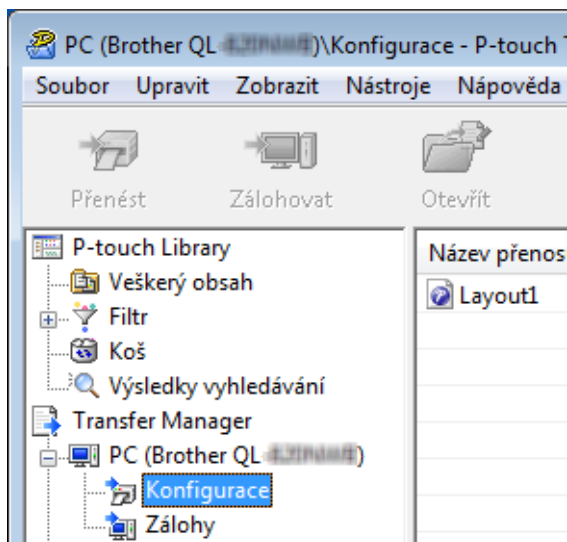 PC (Brother QL )\Konfigurace - P-touch
Soubor Upravit Zobrazit Nástroje Nápověda
Přenést Zálohovat Otevřít
P-touch Library
Název přenos
Veškerý obsah
Layout1
Filtr
Koš
Výsledky vyhledávání
Transfer Manager
PC (Brother QL )
Konfigurace
Zálohy